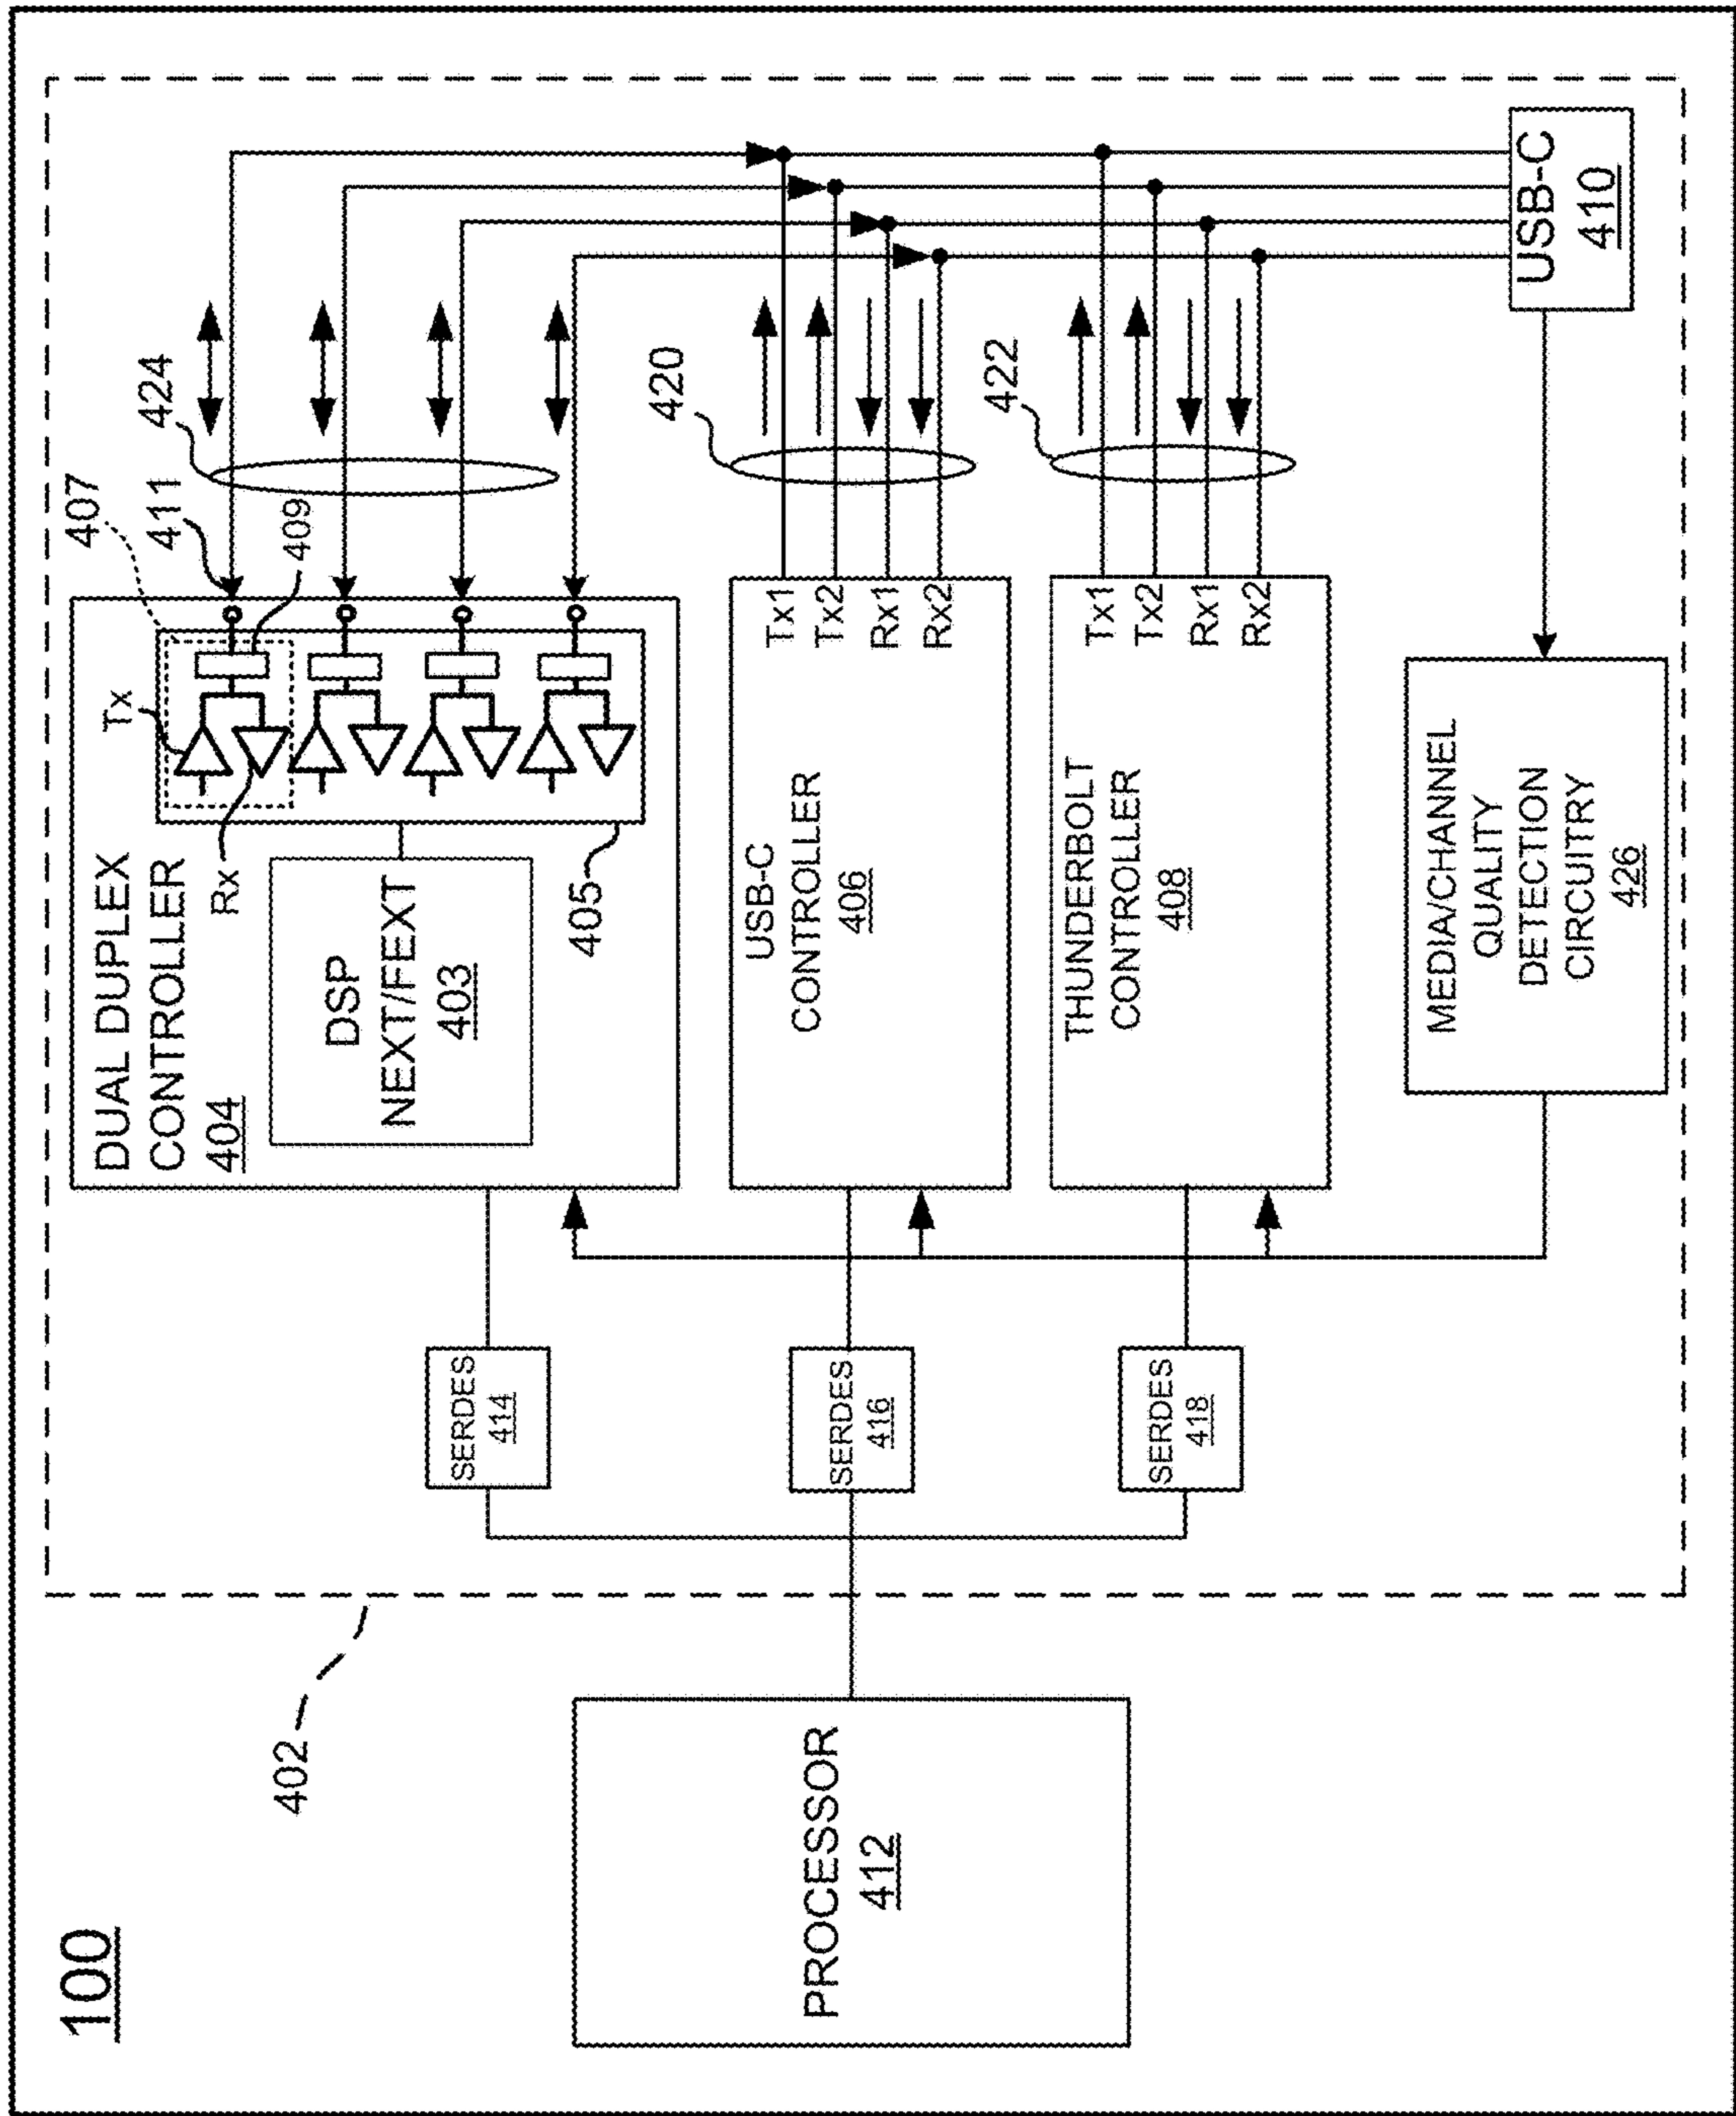 100
402
PROCESSOR
412
SERDES
414
SERDES
416
SERDES
418
DUAL DUPLEX
CONTROLLER
404
DSP
NEXT/FEXT
403
405
Tx
Rx
407
409
411
424
USB-C
CONTROLLER
406
Tx1
Tx2
Rx1
Rx2
420
THUNDERBOLT
CONTROLLER
408
Tx1
Tx2
Rx1
Rx2
422
MEDIA/CHANNEL
QUALITY
DETECTION
CIRCUITRY
426
USB-C
410